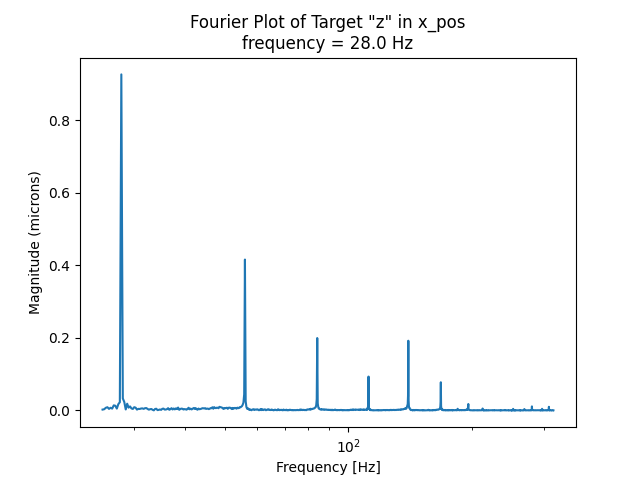 Fourier Plot of Target "z" in x_pos
frequency = 28.0 Hz
Magnitude (microns)
0.8
0.6
0.4
0.2
0.0
10²
Frequency [Hz]